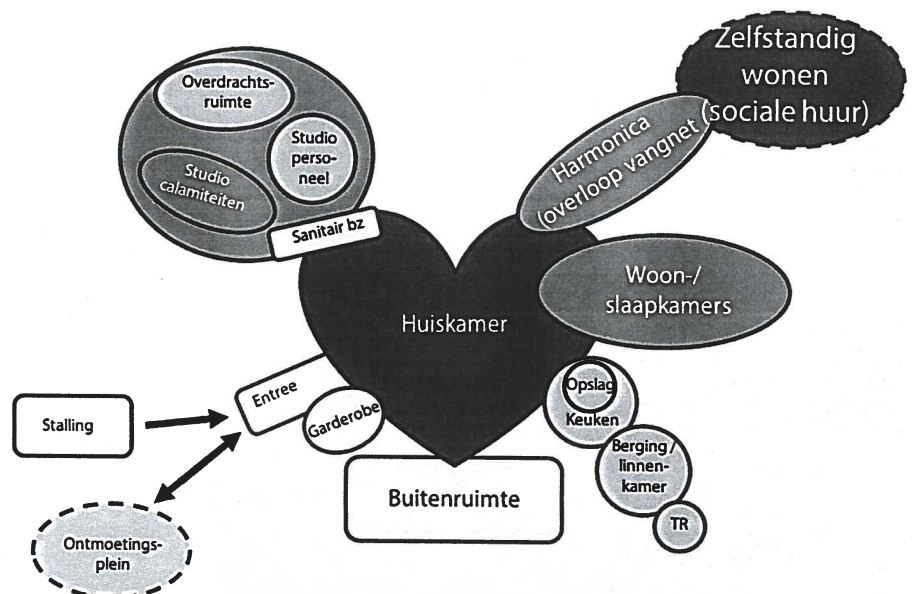 Overdrachts-
ruimte
Studio
perso-
neel
Studio
calamiteiten
Sanitair bz
Zelfstandig
wonen
(sociale huur)
Harmonica
(overloop vangnet
Woon-/
slaapkamers
Huiskamer
Entree
Garderobe
Stalling
Ontmoetings-
plein
Buitenruimte
Opslag
Keuken
Berging /
linnen-
kamer
TR